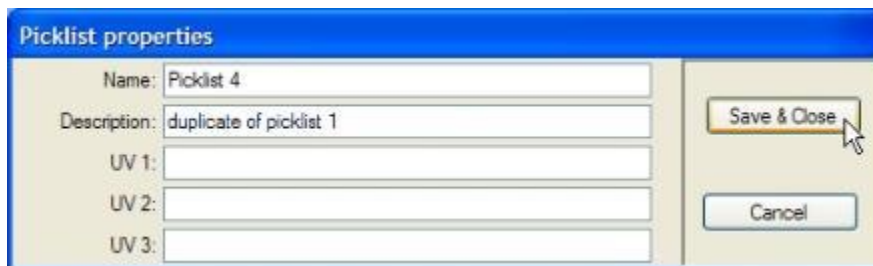 Picklist properties
Name: Picklist 4
Description: duplicate of picklist 1
Save & Close
UV 1:
UV 2:
Cancel
UV 3: